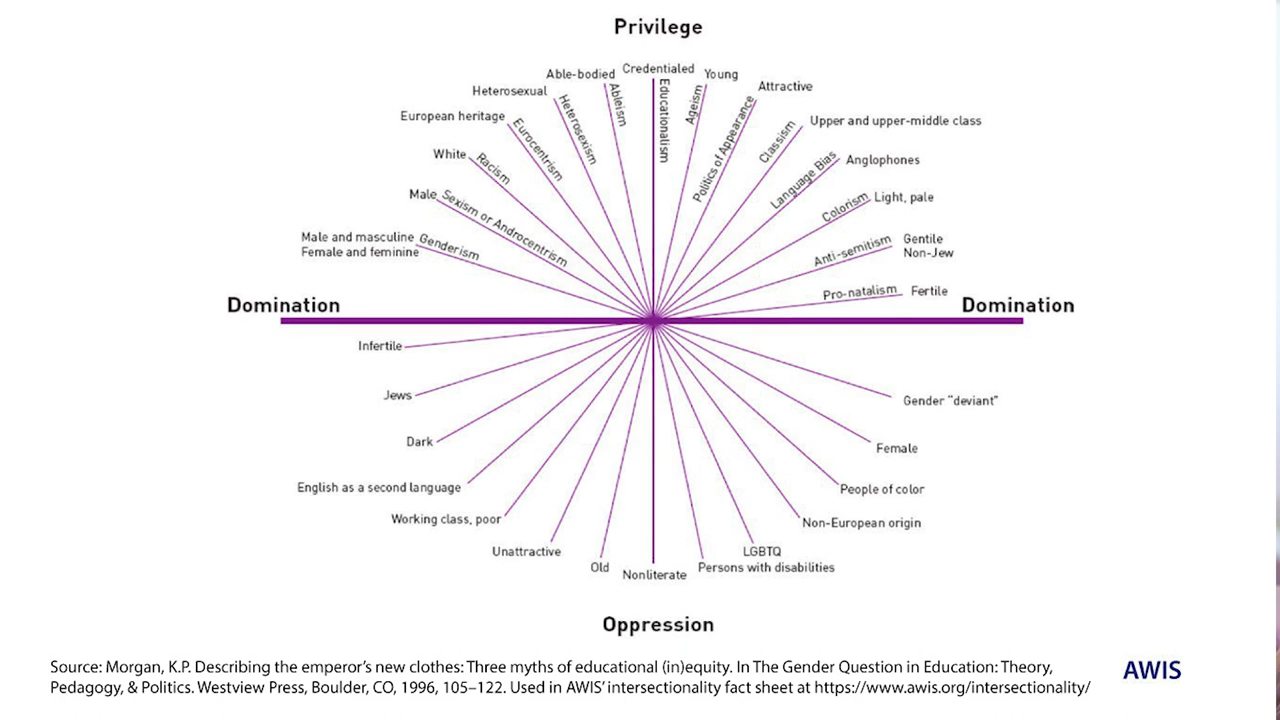 Privilege
Credentialed
Able-bodied
Young
Heterosexual
Attractive
European heritage
Upper and upper-middle class
White
Anglophones
Male
Light, pale
Male and masculine
Female and feminine
Gentile
Non-Jew
Fertile
Genderism
Sexism or Androcentrism
Racism
Eurocentrism
Heterosexism
Ableism
Educationalism
Ageism
Politics of Appearance
Classism
Language Bias
Colorism
Anti-semitism
Pro-natalism
Domination
Domination
Infertile
Jews
Dark
English as a second language
Working class, poor
Unattractive
Old
Nonliterate
Persons with disabilities
LGBTQ
Non-European origin
People of color
Female
Gender "deviant"
Oppression
Source: Morgan, K.P. Describing the emperor's new clothes: Three myths of educational (in)equity. In The Gender Question in Education: Theory,
Pedagogy, & Politics. Westview Press, Boulder, CO, 1996, 105–122. Used in AWIS' intersectionality fact sheet at https://www.awis.org/intersectionality/
AWIS